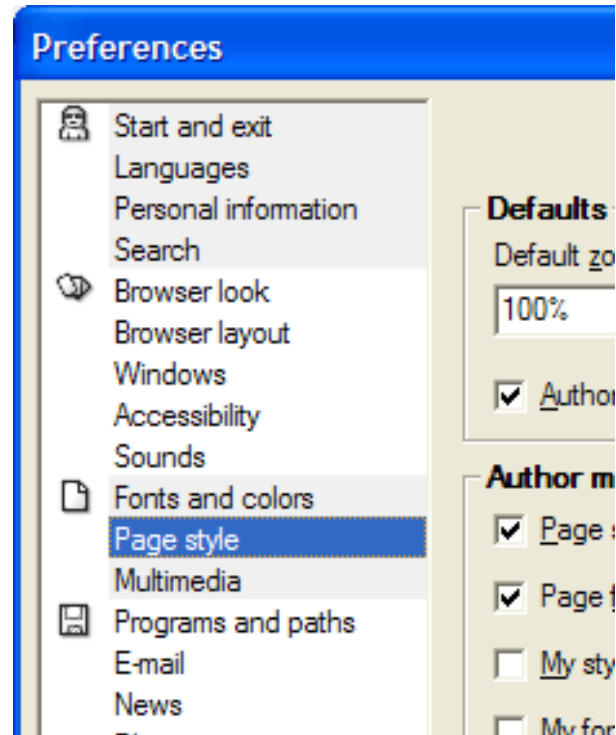 Preferences
Start and exit
Languages
Personal information
Search
Browser look
Browser layout
Windows
Accessibility
Sounds
Fonts and colors
Page style
Multimedia
Programs and paths
E-mail
News
Defaults
Default
100%
Author
Page
Page
My
My